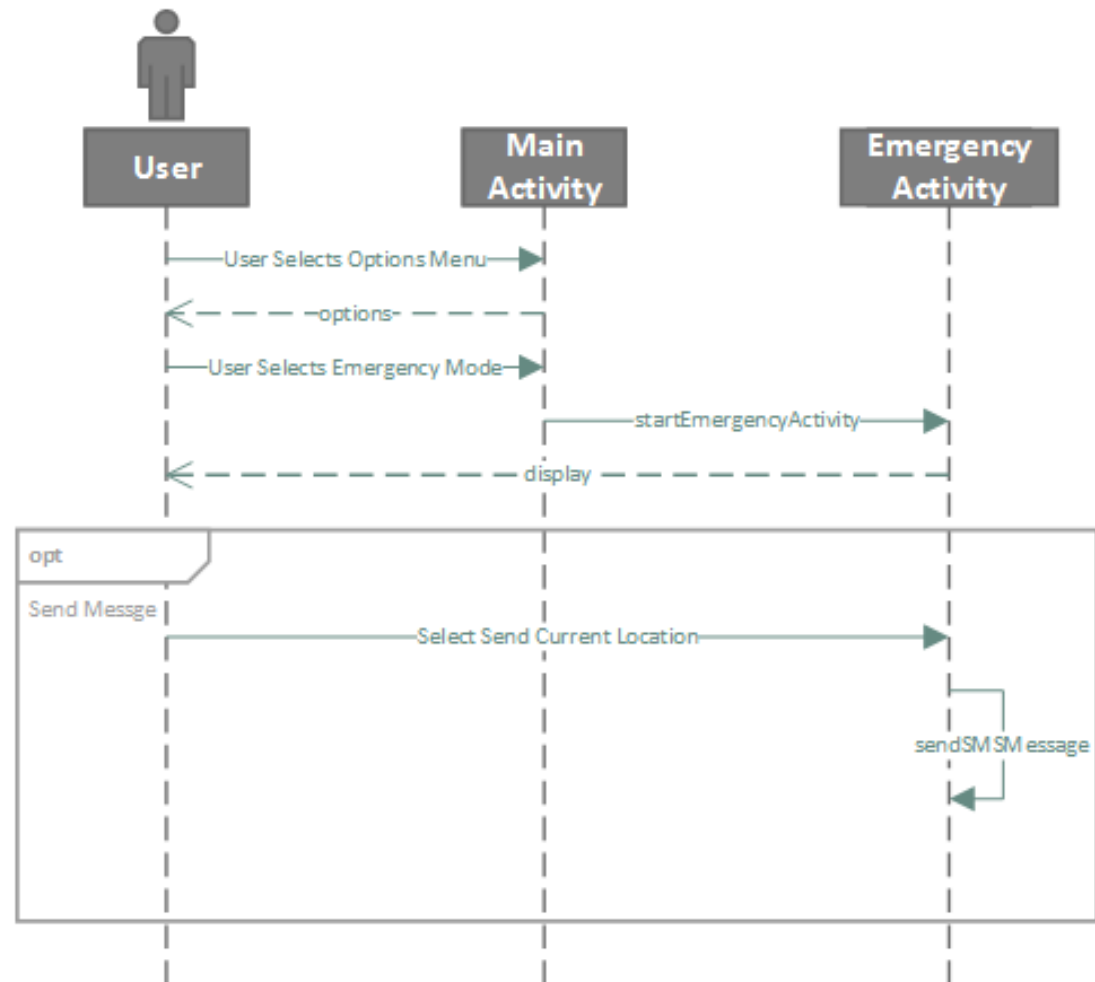 User
Main
Activity
Emergency
Activity
User Selects Options Menu
options
User Selects Emergency Mode
startEmergencyActivity
display
opt
Send Messge
Select Send Current Location
sendSMSMessage